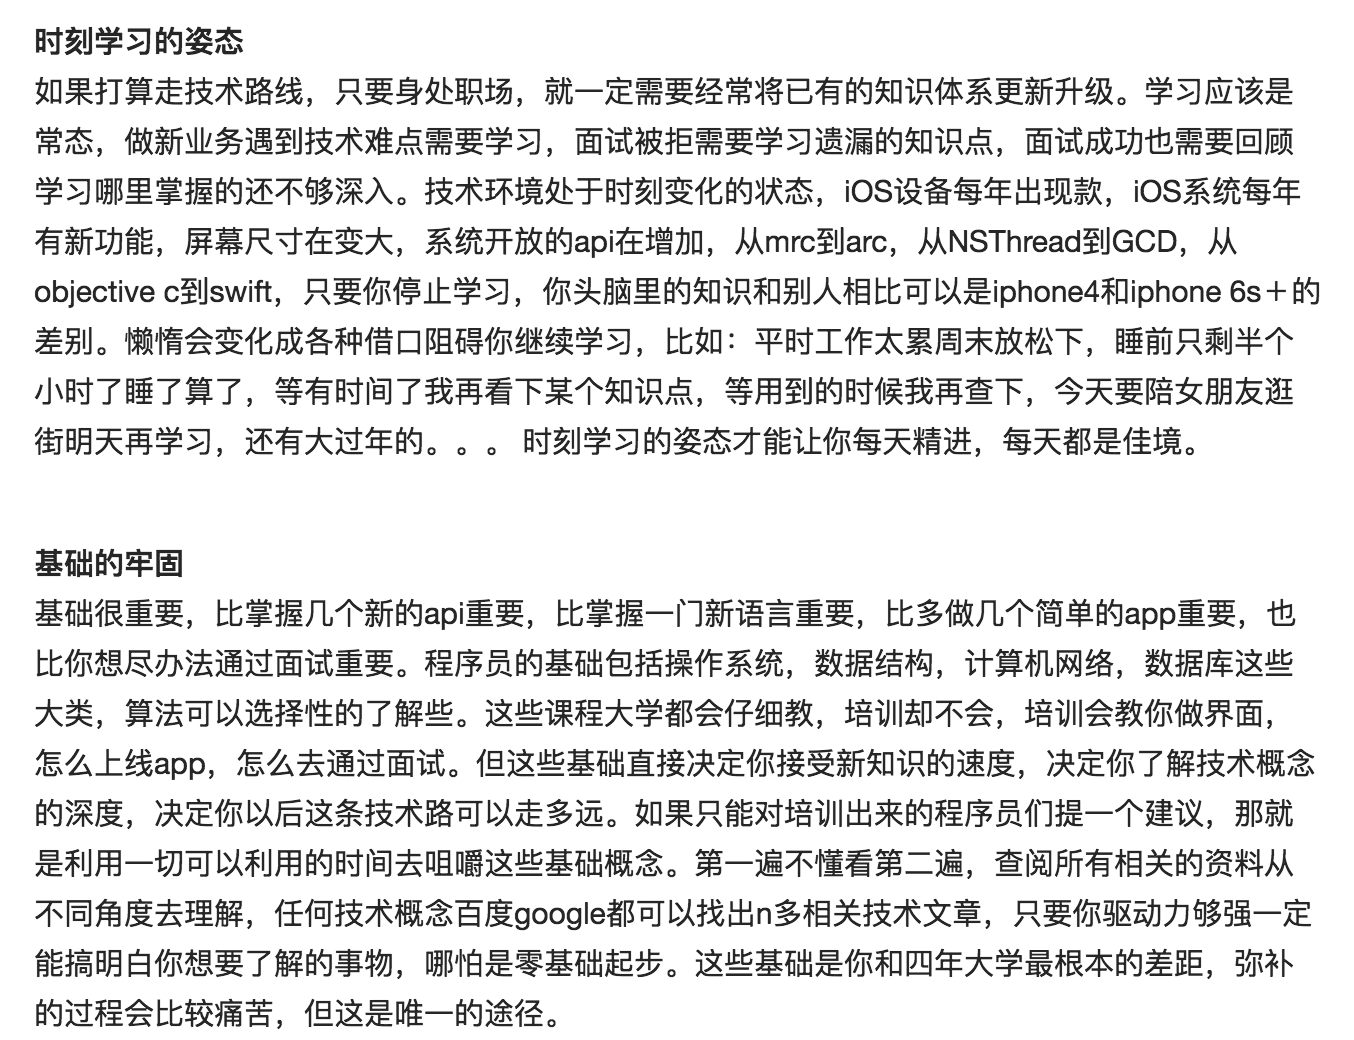 时刻学习的姿态
如果打算走技术路线，只要身处职场，就一定需要经常将已有的知识体系更新升级。学习应该是
常态，做新业务遇到技术难点需要学习，面试被拒需要学习遗漏的知识点，面试成功也需要回顾
学习哪里掌握的还不够深入。技术环境处于时刻变化的状态，iOS设备每年出现款，iOS系统每年
有新功能，屏幕尺寸在变大，系统开放的api在增加，从mrc到arc，从NSThread到GCD，从
objective c到swift，只要你停止学习，你头脑里的知识和别人相比可以是iphone4和iphone 6s＋的
差别。懒惰会变化成各种借口阻碍你继续学习，比如：平时工作太累周末放松下，睡前只剩半个
小时了睡了算了，等有时间了我再看下某个知识点，等用到的时候我再查下，今天要陪女朋友逛
街明天再学习，还有大过年的。。。 时刻学习的姿态才能让你每天精进，每天都是佳境。
基础的牢固
基础很重要，比掌握几个新的api重要，比掌握一门新语言重要，比多做几个简单的app重要，也
比你想尽办法通过面试重要。程序员的基础包括操作系统，数据结构，计算机网络，数据库这些
大类，算法可以选择性的了解些。这些课程大学都会仔细教，培训却不会，培训会教你做界面，
怎么上线app，怎么去通过面试。但这些基础直接决定你接受新知识的速度，决定你了解技术概念
的深度，决定你以后这条技术路可以走多远。如果只能对培训出来的程序员们提一个建议，那就
是利用一切可以利用的时间去咀嚼这些基础概念。第一遍不懂看第二遍，查阅所有相关的资料从
不同角度去理解，任何技术概念百度google都可以找出n多相关技术文章，只要你驱动力够强一定
能搞明白你想要了解的事物，哪怕是零基础起步。这些基础是你和四年大学最根本的差距，弥补
的过程会比较痛苦，但这是唯一的途径。